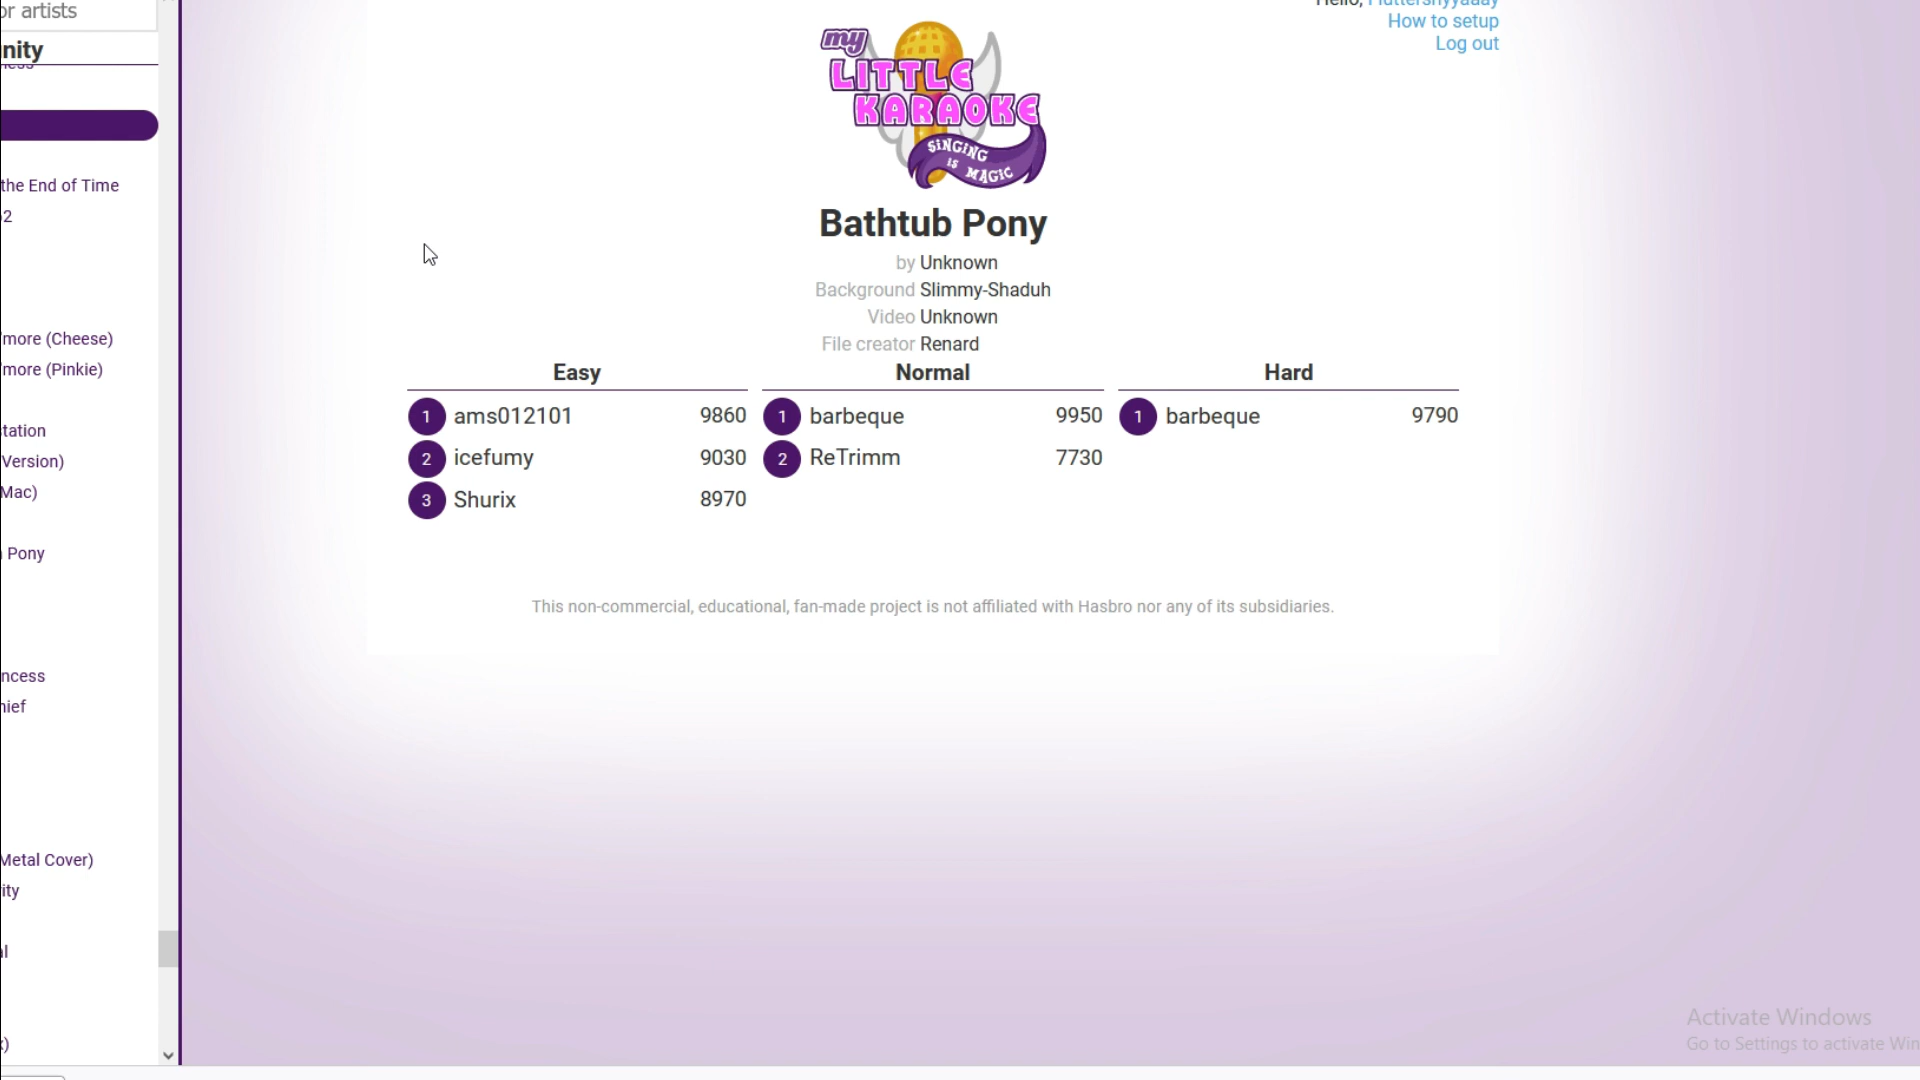 or artists
nity
the End of Time
more (Cheese)
more (Pinkie)
tation
Version)
Mac)
Pony
ncess
hief
Metal Cover)
ity
Hello, Fluttershyyaaay
How to setup
Log out
my
LITTLE
KARAOKE
SINGING
IS
MAGIC
Bathtub Pony
by Unknown
Background Slimmy-Shaduh
Video Unknown
File creator Renard
Easy
1 ams012101 9860
2 icefumy 9030
3 Shurix 8970
Normal
1 barbeque 9950
2 ReTrimm 7730
Hard
1 barbeque 9790
This non-commercial, educational, fan-made project is not affiliated with Hasbro nor any of its subsidiaries.
Activate Windows
Go to Settings to activate Win